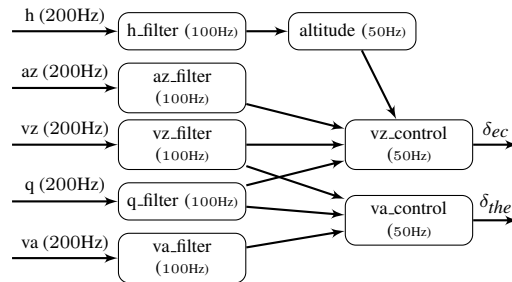 h (200Hz)
h_filter (100Hz)
altitude (50Hz)
az (200Hz)
az_filter
(100Hz)
vz (200Hz)
vz_filter
(100Hz)
vz_control
(50Hz)
δec
q (200Hz)
q_filter (100Hz)
va_control
(50Hz)
δthe
va (200Hz)
va_filter
(100Hz)